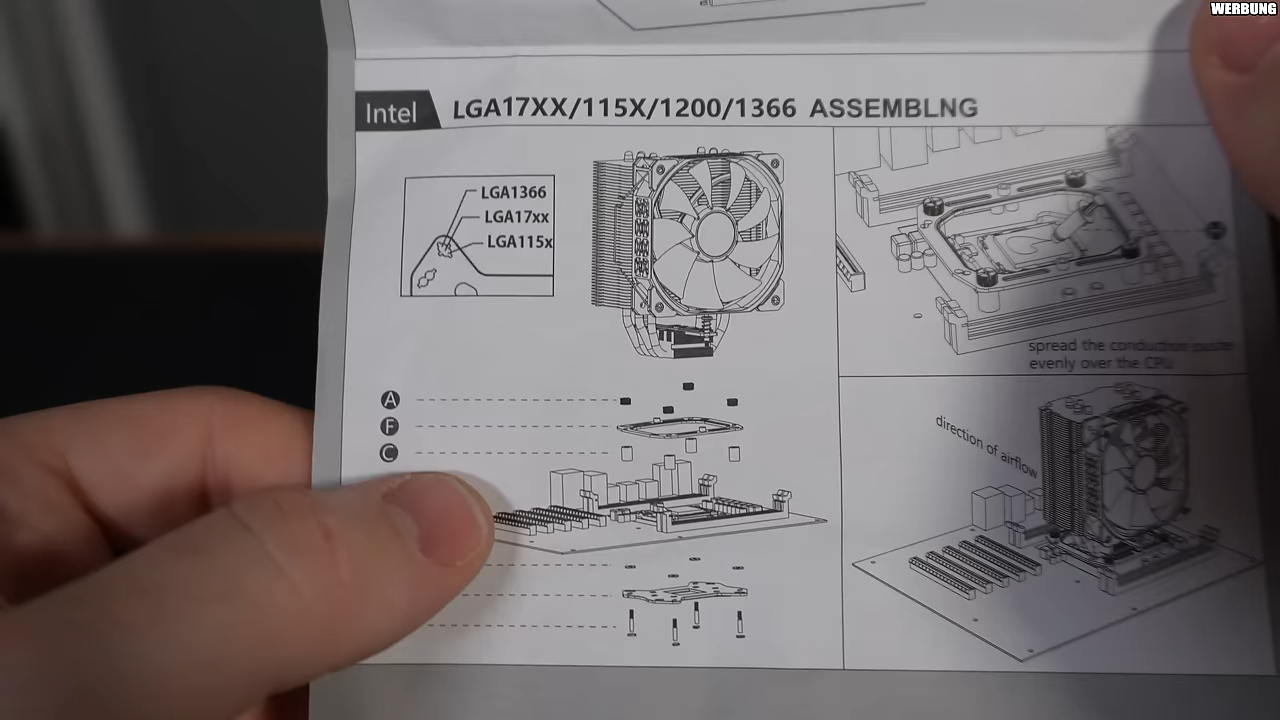 WERBUNG
Intel LGA17XX/115X/1200/1366 ASSEMBLNG
LGA1366
LGA17xx
LGA115x
A
F
C
spread the conduction paste
evenly over the CPU
direction of airflow